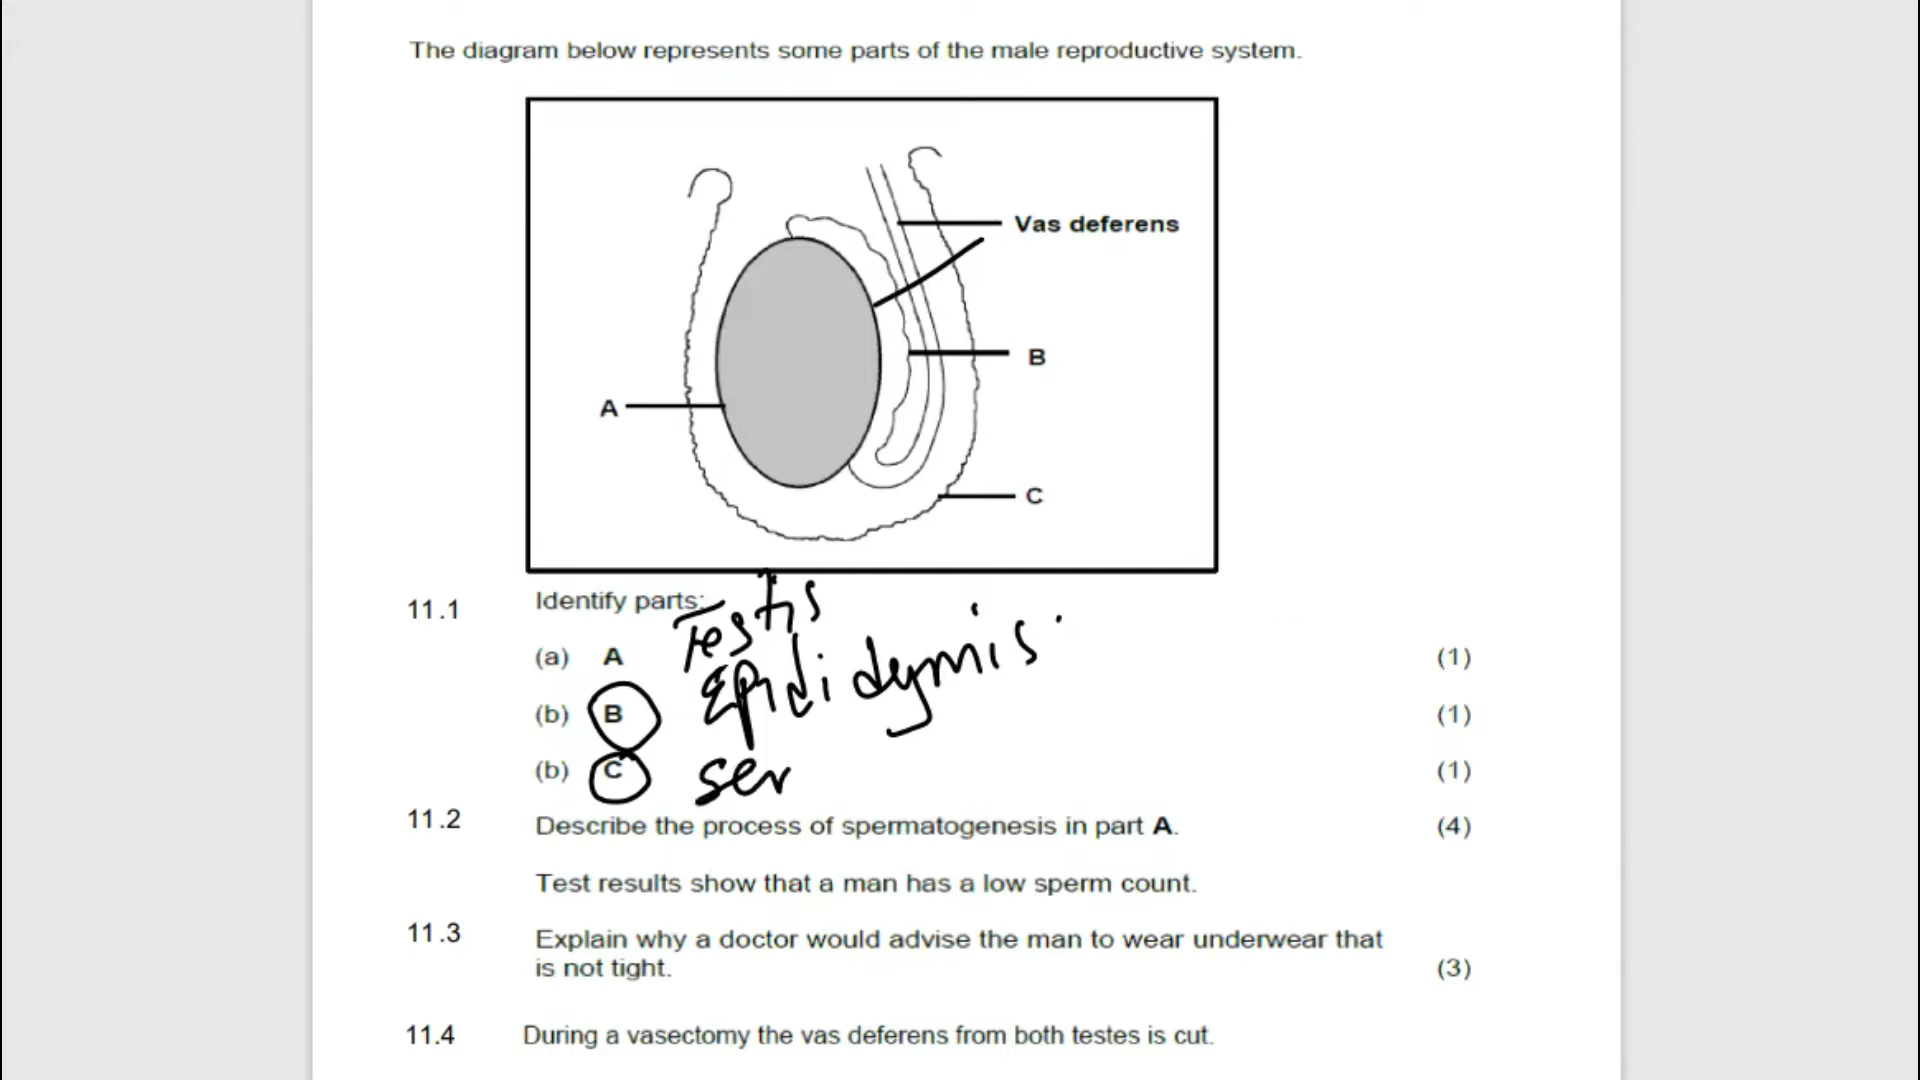 The diagram below represents some parts of the male reproductive system.
Vas deferens
B
A
C
11.1 Identify parts:
(a) A Testis (1)
(b) B Epididymis (1)
(b) C ser (1)
11.2 Describe the process of spermatogenesis in part A. (4)
Test results show that a man has a low sperm count.
11.3 Explain why a doctor would advise the man to wear underwear that
is not tight. (3)
11.4 During a vasectomy the vas deferens from both testes is cut.